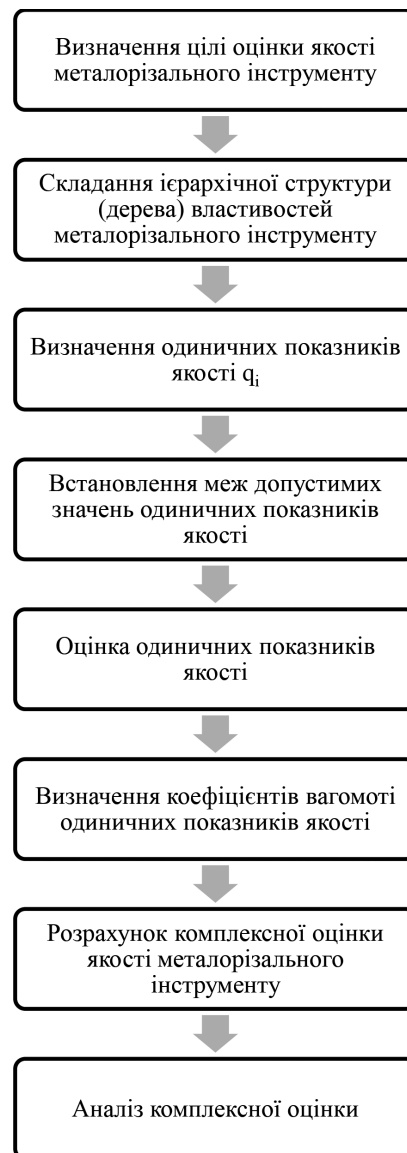 Визначення цілі оцінки якості
металорізального інструменту
Складання ієрархічної структури
(дерева) властивостей
металорізального інструменту
Визначення одиничних показників
якості qi
Встановлення меж допустимих
значень одиничних показників
якості
Оцінка одиничних показників
якості
Визначення коефіцієнтів вагомоті
одиничних показників якості
Розрахунок комплексної оцінки
якості металорізального
інструменту
Аналіз комплексної оцінки